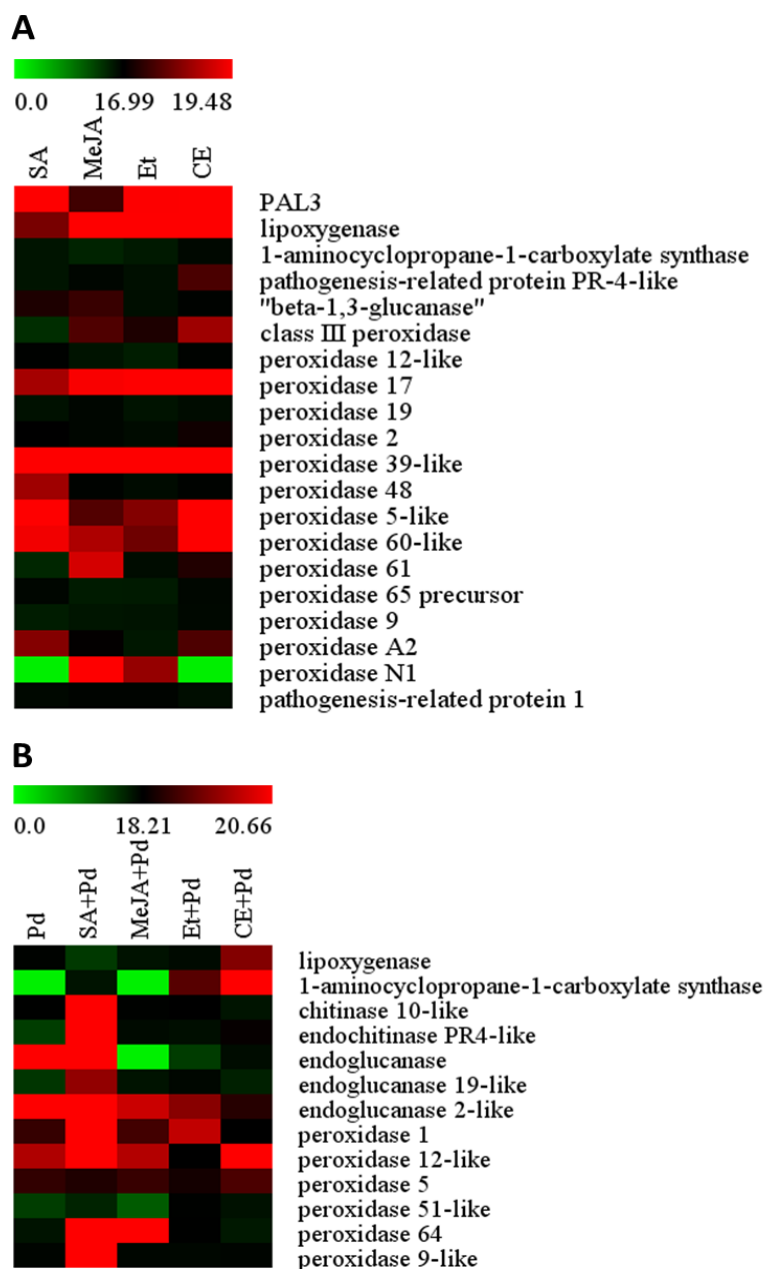 A
0.0 16.99 19.48
SA MeJA Et CE
PAL3
lipoxygenase
1-aminocyclopropane-1-carboxylate synthase
pathogenesis-related protein PR-4-like
"beta-1,3-glucanase"
class III peroxidase
peroxidase 12-like
peroxidase 17
peroxidase 19
peroxidase 2
peroxidase 39-like
peroxidase 48
peroxidase 5-like
peroxidase 60-like
peroxidase 61
peroxidase 65 precursor
peroxidase 9
peroxidase A2
peroxidase N1
pathogenesis-related protein 1
B
0.0 18.21 20.66
Pd SA+Pd MeJA+Pd Et+Pd CE+Pd
lipoxygenase
1-aminocyclopropane-1-carboxylate synthase
chitinase 10-like
endochitinase PR4-like
endoglucanase
endoglucanase 19-like
endoglucanase 2-like
peroxidase 1
peroxidase 12-like
peroxidase 5
peroxidase 51-like
peroxidase 64
peroxidase 9-like